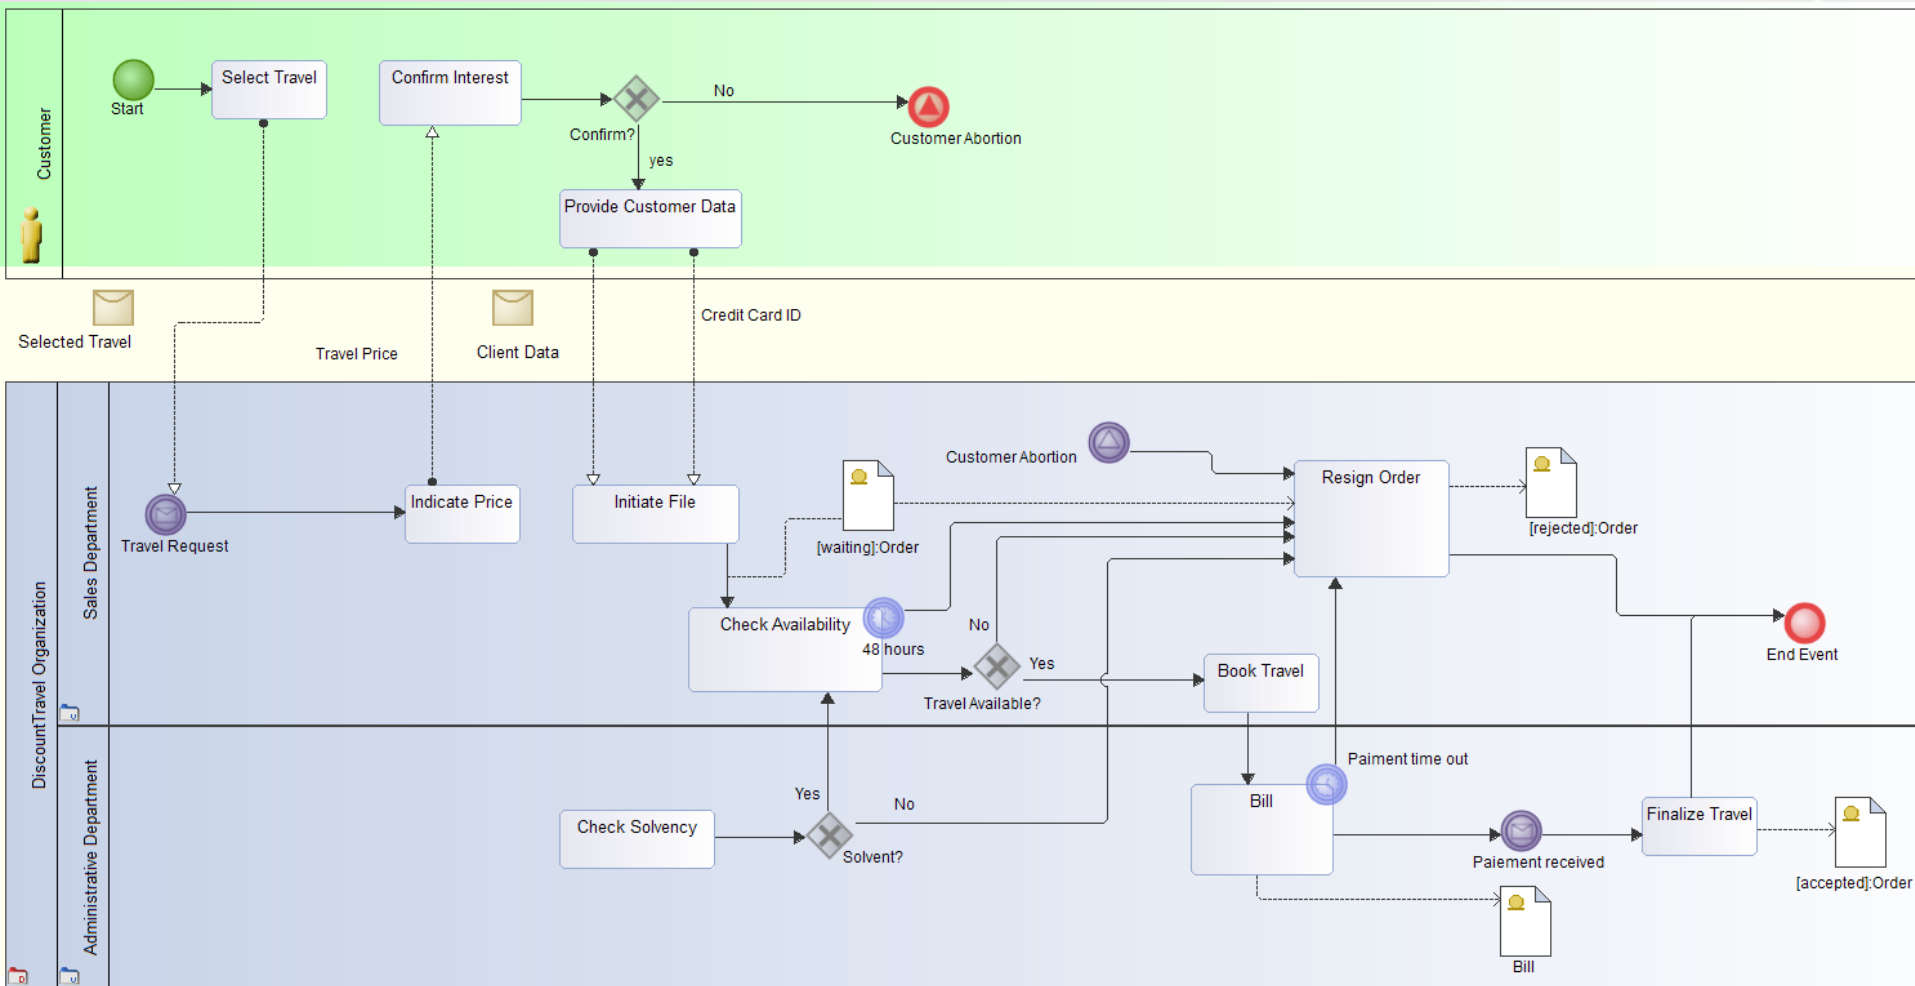 Customer
Start
Select Travel
Confirm Interest
Confirm?
No
Customer Abortion
yes
Provide Customer Data
Selected Travel
Travel Price
Client Data
Credit Card ID
DiscountTravel Organization
Sales Department
Travel Request
Indicate Price
Initiate File
[waiting]:Order
Customer Abortion
Resign Order
[rejected]:Order
Check Availability
48 hours
No
Yes
Travel Available?
Book Travel
End Event
Administrative Department
Check Solvency
Yes
No
Solvent?
Bill
Paiment time out
Paiement received
Finalize Travel
[accepted]:Order
Bill